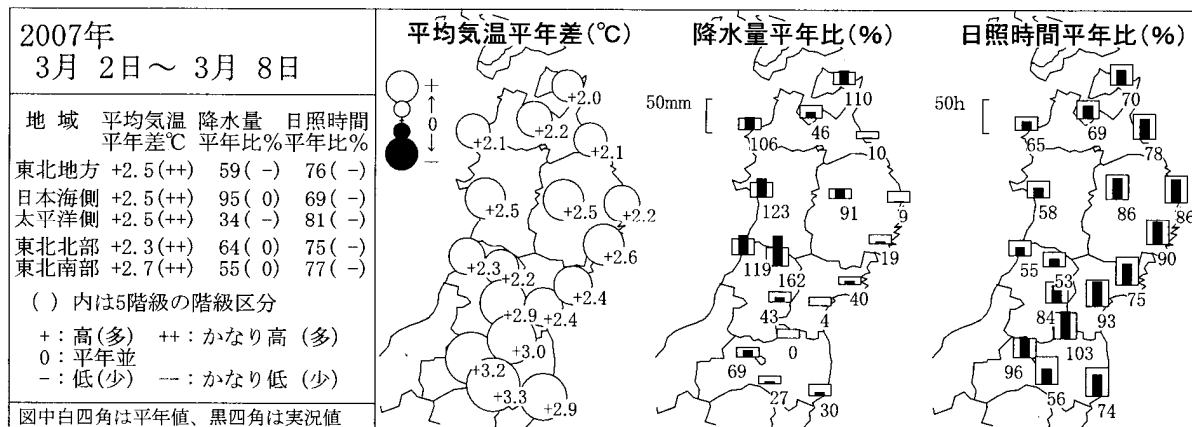 2007年
3月 2日～ 3月 8日
地 域 平均気温 降水量 日照時間
平年差℃ 平年比% 平年比%
東北地方 +2.5(++) 59( -) 76( -)
日本海側 +2.5(++) 95( 0) 69( -)
太平洋側 +2.5(++) 34( -) 81( -)
東北北部 +2.3(++) 64( 0) 75( -)
東北南部 +2.7(++) 55( 0) 77( -)
( ) 内は5階級の階級区分
+：高(多) ++：かなり高 (多)
0：平年並
-：低(少) --：かなり低 (少)
図中白四角は平年値、黒四角は実況値
平均気温平年差(℃)
+
↑
0
↓
-
+2.0
+2.2
+2.1
+2.1
+2.5
+2.5
+2.2
+2.6
+2.3
+2.2
+2.4
+2.9
+2.4
+3.0
+3.2
+3.3
+2.9
降水量平年比(%)
50mm
110
46
106
10
123
91
9
19
119
162
40
43
4
0
69
27
30
日照時間平年比(%)
50h
70
69
65
78
58
86
86
90
55
53
75
84
93
103
96
56
74